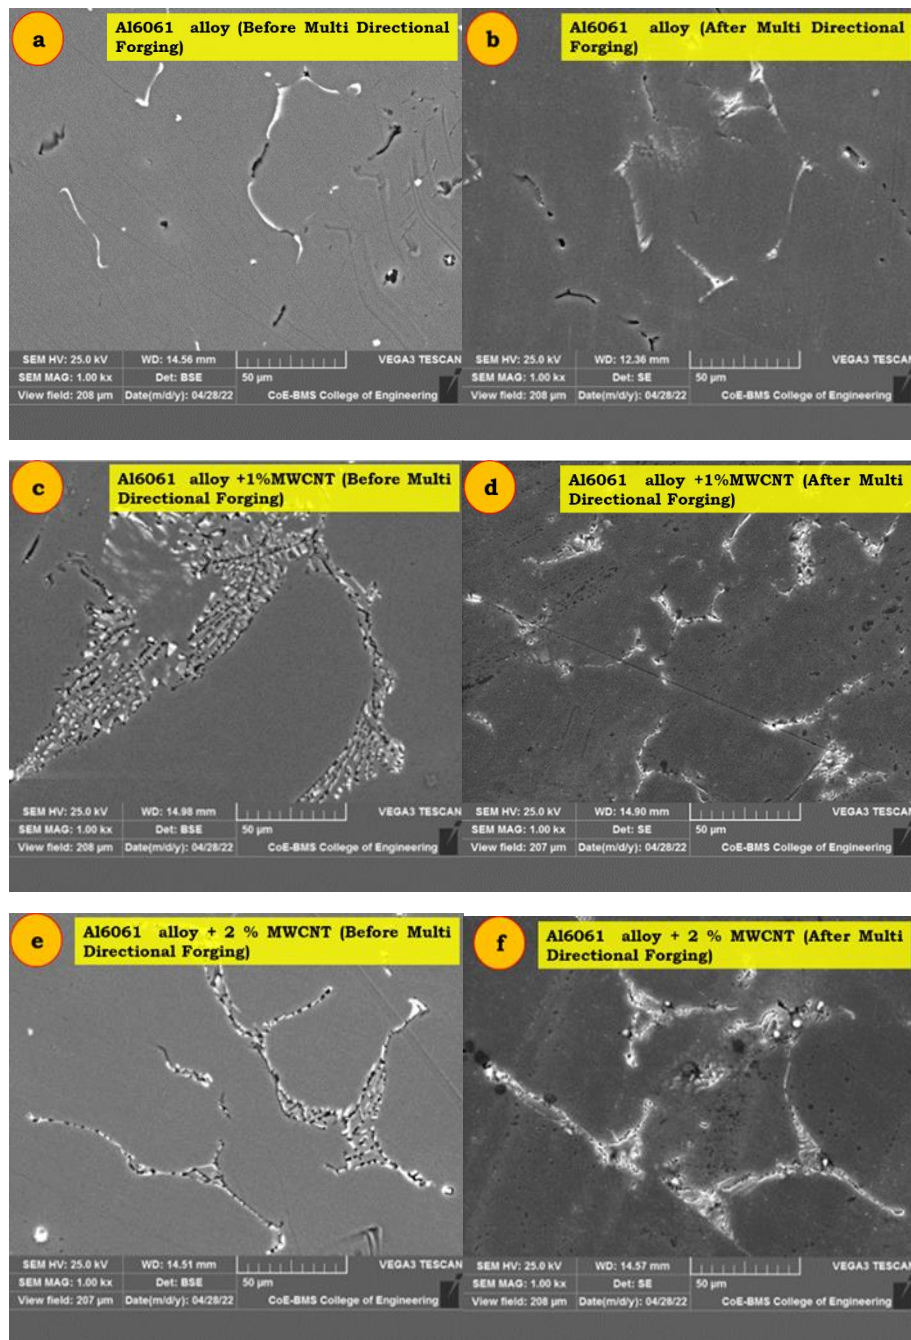 a
Al6061 alloy (Before Multi Directional
Forging)
SEM HV: 25.0 kV WD: 14.56 mm VEGA3 TESCAN
SEM MAG: 1.00 kx Det: BSE 50 µm
View field: 208 µm Date(m/d/y): 04/28/22 CoE-BMS College of Engineering
b
Al6061 alloy (After Multi Directional
Forging)
SEM HV: 25.0 kV WD: 12.36 mm VEGA3 TESCAN
SEM MAG: 1.00 kx Det: SE 50 µm
View field: 208 µm Date(m/d/y): 04/28/22 CoE-BMS College of Engineering
c
Al6061 alloy +1%MWCNT (Before Multi
Directional Forging)
SEM HV: 25.0 kV WD: 14.98 mm VEGA3 TESCAN
SEM MAG: 1.00 kx Det: BSE 50 µm
View field: 208 µm Date(m/d/y): 04/28/22 CoE-BMS College of Engineering
d
Al6061 alloy +1%MWCNT (After Multi
Directional Forging)
SEM HV: 25.0 kV WD: 14.90 mm VEGA3 TESCAN
SEM MAG: 1.00 kx Det: SE 50 µm
View field: 207 µm Date(m/d/y): 04/28/22 CoE-BMS College of Engineering
e
Al6061 alloy + 2 % MWCNT (Before Multi
Directional Forging)
SEM HV: 25.0 kV WD: 14.51 mm VEGA3 TESCAN
SEM MAG: 1.00 kx Det: BSE 50 µm
View field: 207 µm Date(m/d/y): 04/28/22 CoE-BMS College of Engineering
f
Al6061 alloy + 2 % MWCNT (After Multi
Directional Forging)
SEM HV: 25.0 kV WD: 14.57 mm VEGA3 TESCAN
SEM MAG: 1.00 kx Det: SE 50 µm
View field: 208 µm Date(m/d/y): 04/28/22 CoE-BMS College of Engineering